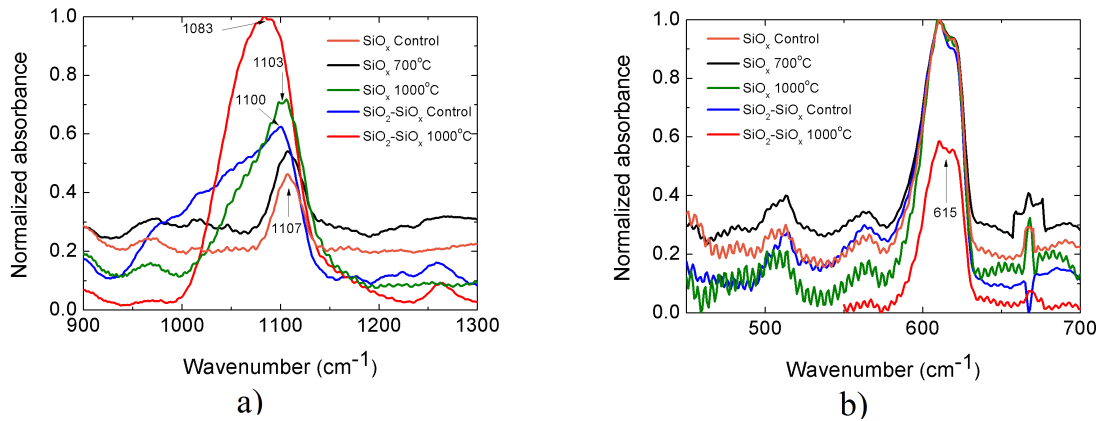 1.0
0.8
0.6
0.4
0.2
0.0
Normalized absorbance
900
1000
1100
1200
1300
Wavenumber (cm⁻¹)
1083
1103
1100
1107
SiOₓ Control
SiOₓ 700°C
SiOₓ 1000°C
SiO₂–SiOₓ Control
SiO₂–SiOₓ 1000°C
a)
1.0
0.8
0.6
0.4
0.2
0.0
Normalized absorbance
500
600
700
Wavenumber (cm⁻¹)
SiOₓ Control
SiOₓ 700°C
SiOₓ 1000°C
SiO₂–SiOₓ Control
SiO₂–SiOₓ 1000°C
615
b)